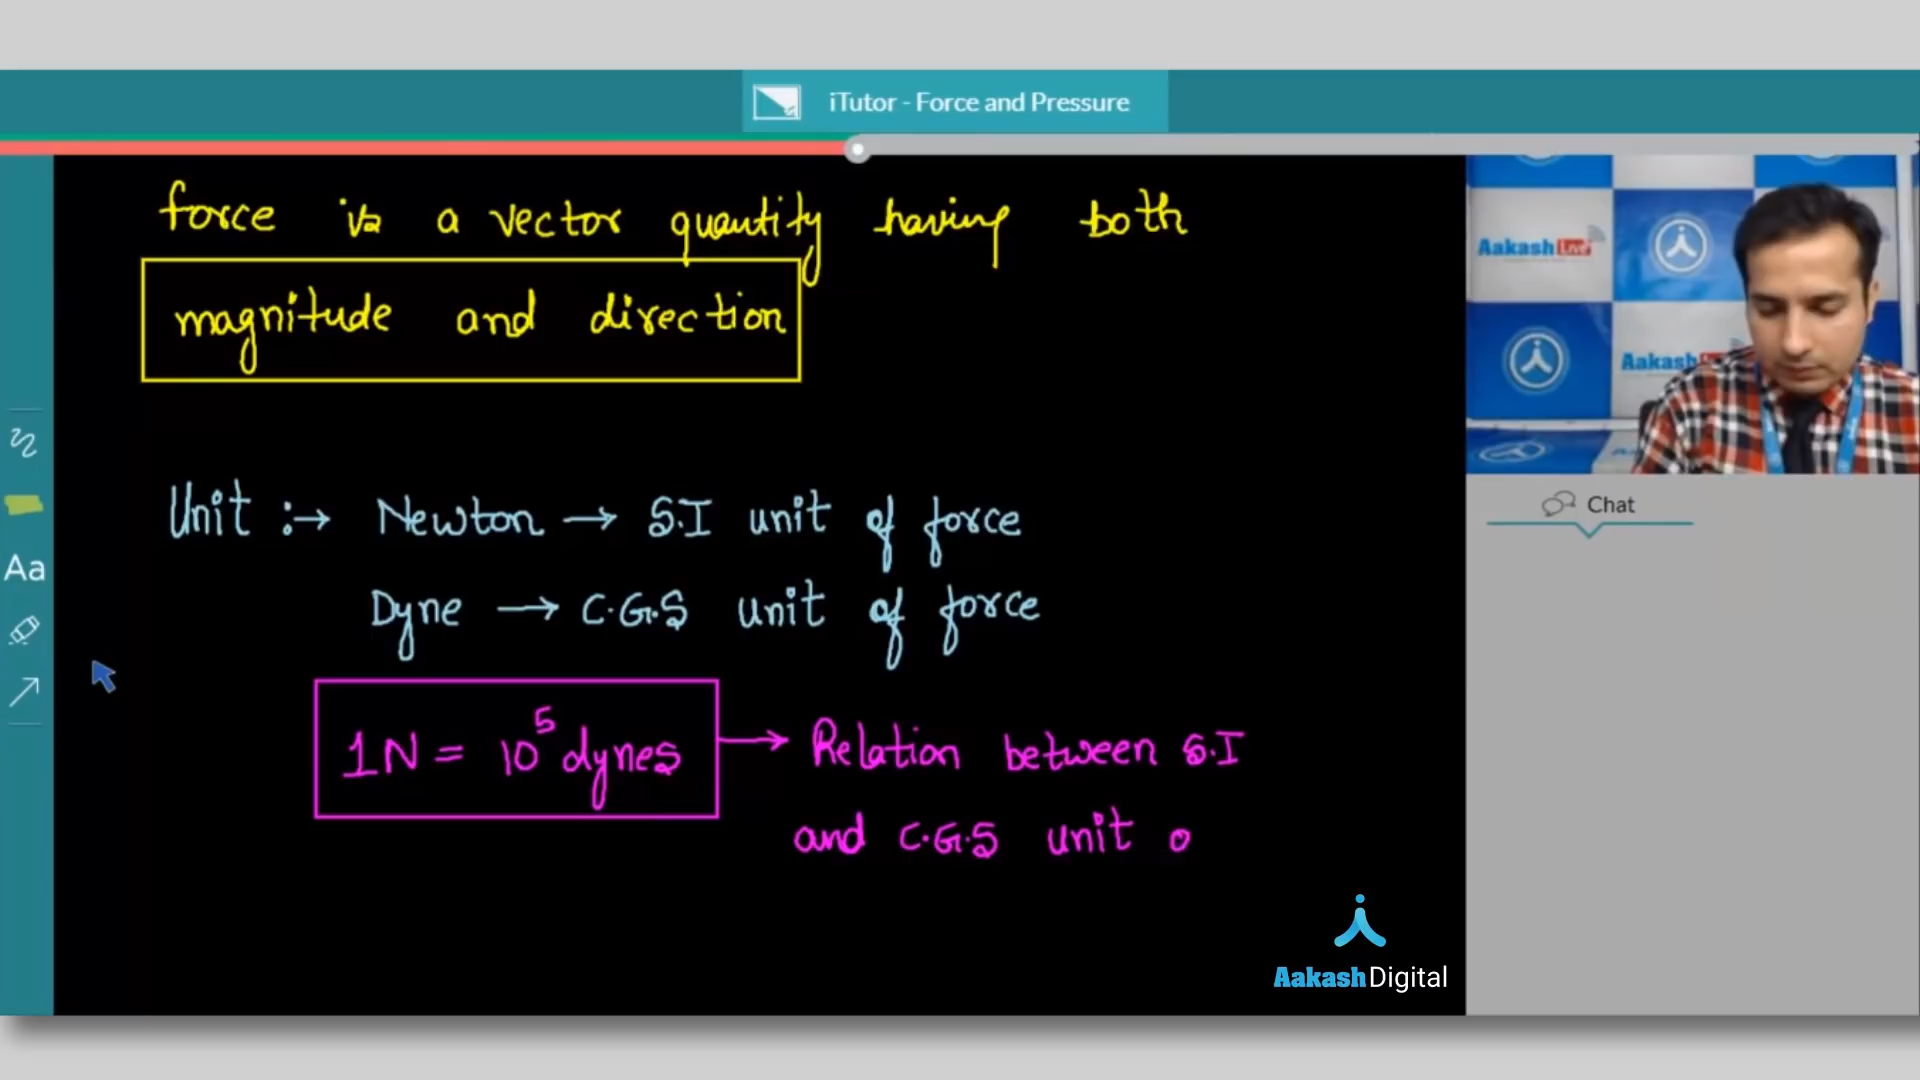 iTutor - Force and Pressure
force is a vector quantity having both
magnitude and direction
Unit :→ Newton → S.I unit of force
Dyne → C.G.S unit of force
1N = 10⁵ dynes → Relation between S.I
and C.G.S unit o
Aa
Aakash Live
Aakash
Chat
Aakash Digital